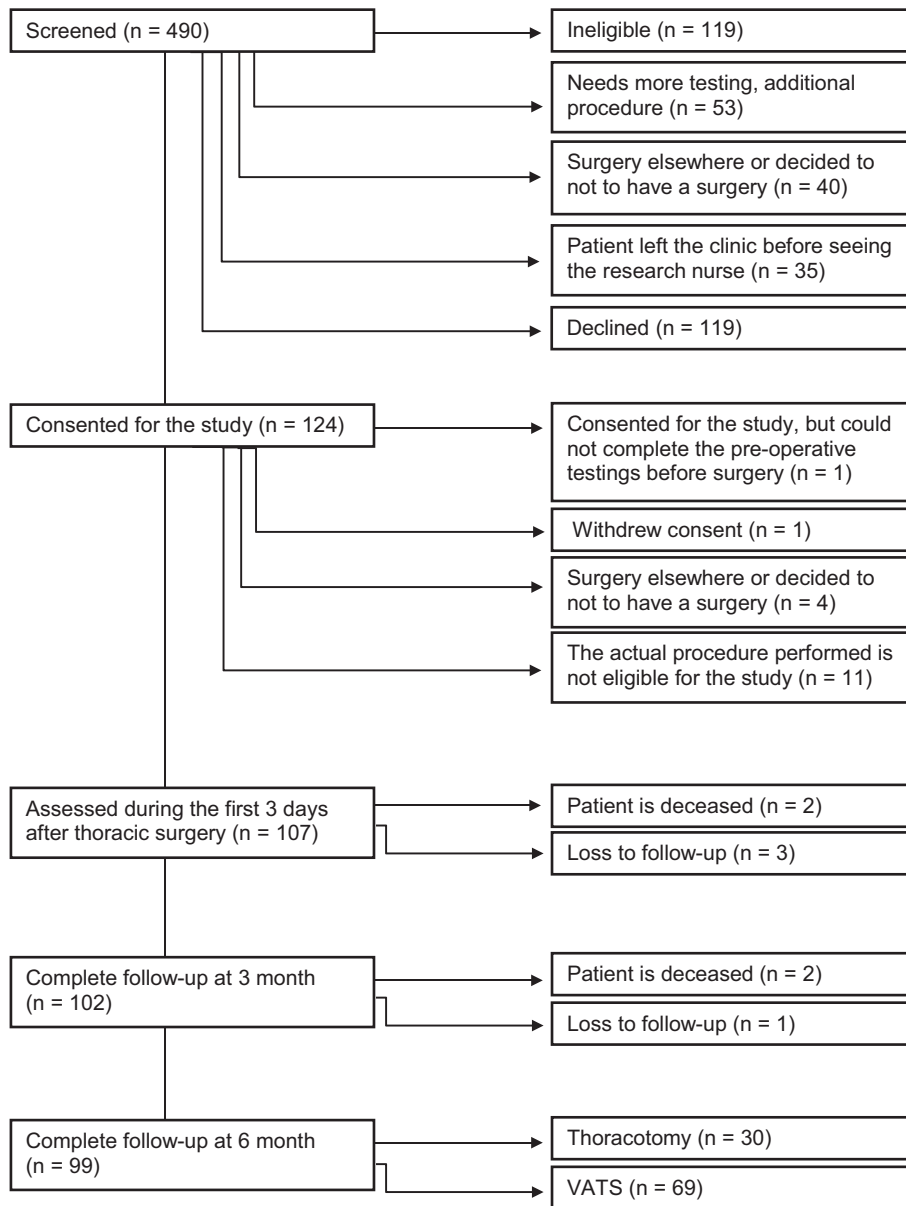 Screened (n = 490)
Ineligible (n = 119)
Needs more testing, additional
procedure (n = 53)
Surgery elsewhere or decided to
not to have a surgery (n = 40)
Patient left the clinic before seeing
the research nurse (n = 35)
Declined (n = 119)
Consented for the study (n = 124)
Consented for the study, but could
not complete the pre-operative
testings before surgery (n = 1)
Withdrew consent (n = 1)
Surgery elsewhere or decided to
not to have a surgery (n = 4)
The actual procedure performed is
not eligible for the study (n = 11)
Assessed during the first 3 days
after thoracic surgery (n = 107)
Patient is deceased (n = 2)
Loss to follow-up (n = 3)
Complete follow-up at 3 month
(n = 102)
Patient is deceased (n = 2)
Loss to follow-up (n = 1)
Complete follow-up at 6 month
(n = 99)
Thoracotomy (n = 30)
VATS (n = 69)